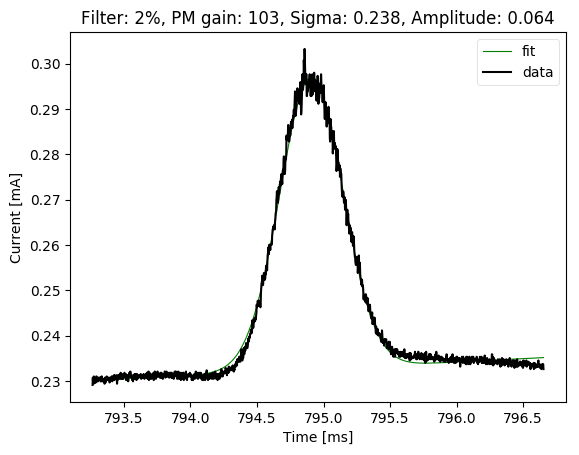 Filter: 2%, PM gain: 103, Sigma: 0.238, Amplitude: 0.064
fit
data
0.30
0.29
0.28
0.27
0.26
0.25
0.24
0.23
Current [mA]
793.5 794.0 794.5 795.0 795.5 796.0 796.5
Time [ms]